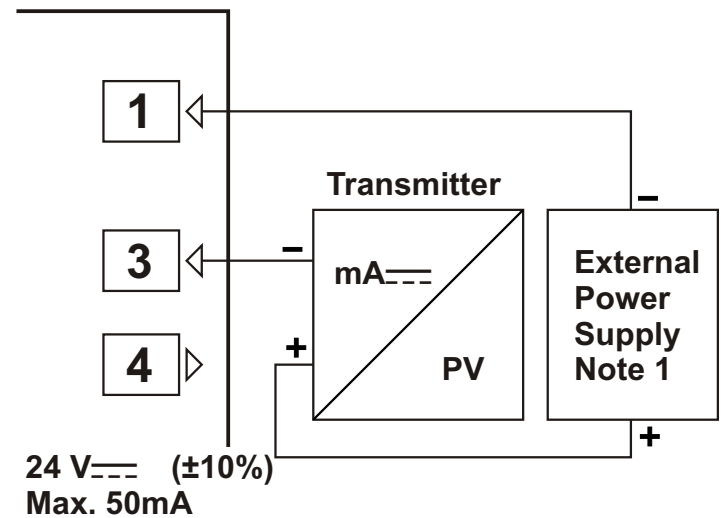 1
Transmitter
−
3
−
mA
External
Power
Supply
Note 1
+
4
PV
+
24 V (±10%)
Max. 50mA